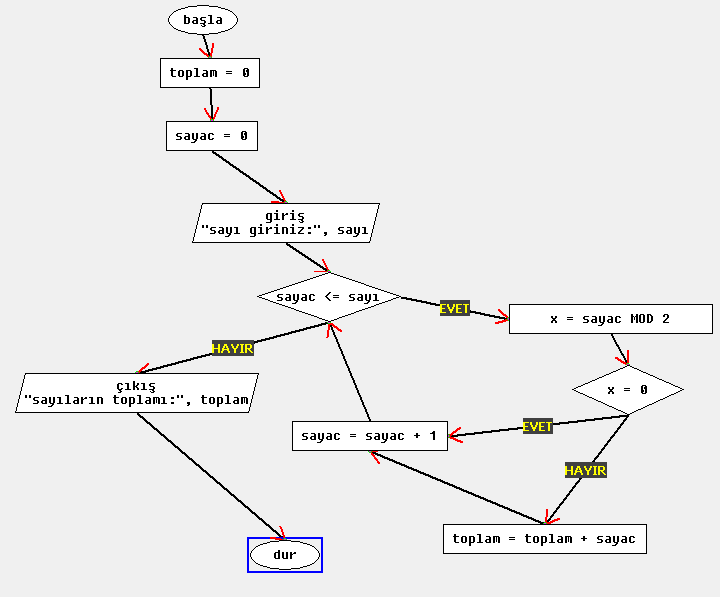 başla
toplam = 0
sayac = 0
giriş
"sayı giriniz:", sayı
sayac <= sayı
EVET
x = sayac MOD 2
HAYIR
x = 0
çıkış
"sayıların toplamı:", toplam
EVET
sayac = sayac + 1
HAYIR
toplam = toplam + sayac
dur